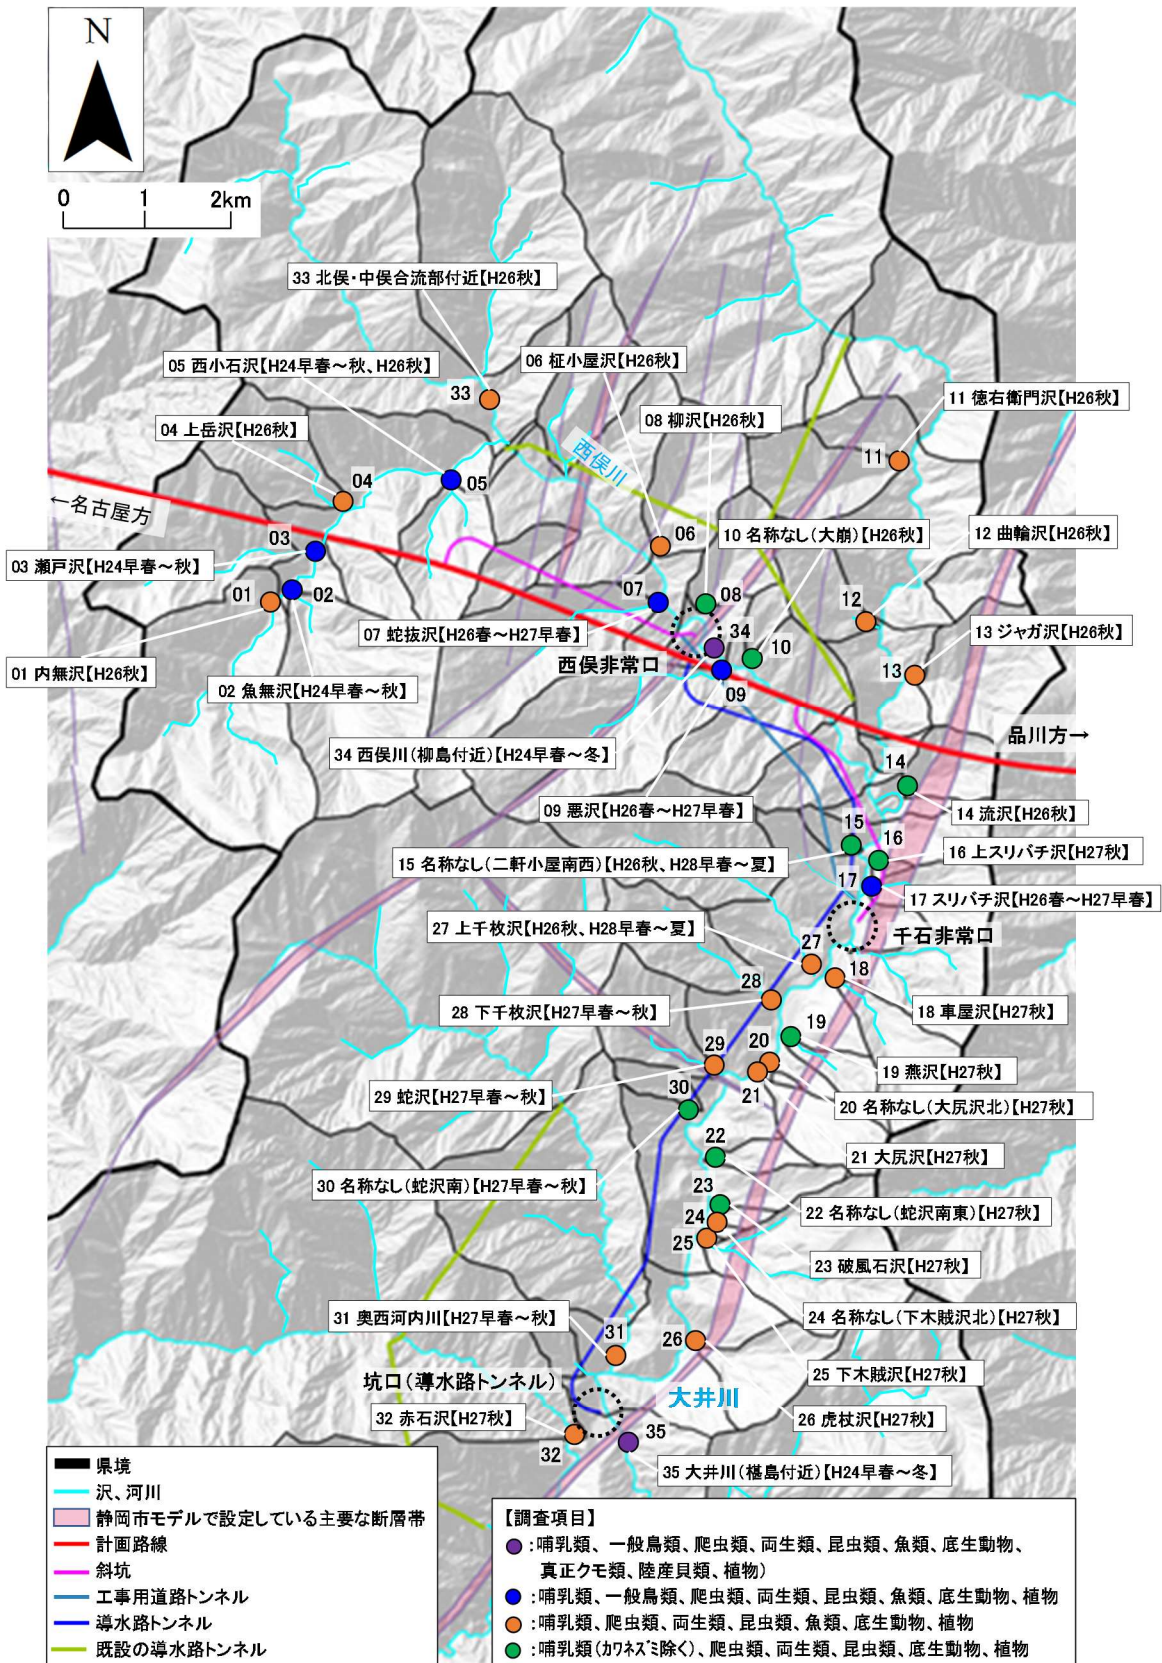 N
0 1 2km
33 北俣・中俣合流部付近【H26秋】
05 西小石沢【H24早春～秋、H26秋】
06 柾小屋沢【H26秋】
33
11 徳右衛門沢【H26秋】
08 柳沢【H26秋】
04 上岳沢【H26秋】
西俣川
11
04
05
←名古屋方
10 名称なし(大崩)【H26秋】
12 曲輪沢【H26秋】
06
03
03 瀬戸沢【H24早春～秋】
01
02
07
08
12
07 蛇抜沢【H26春～H27早春】
34
10
13 ジャガ沢【H26秋】
西俣非常口
01 内無沢【H26秋】
13
02 魚無沢【H24早春～秋】
09
品川方→
34 西俣川(柳島付近)【H24早春～冬】
14
09 悪沢【H26春～H27早春】
14 流沢【H26秋】
15
16
15 名称なし(二軒小屋南西)【H26秋、H28早春～夏】
16 上スリバチ沢【H27秋】
17
17 スリバチ沢【H26春～H27早春】
27 上千枚沢【H26秋、H28早春～夏】
千石非常口
27
18
28
28 下千枚沢【H27早春～秋】
18 車屋沢【H27秋】
19
29
20
19 燕沢【H27秋】
29 蛇沢【H27早春～秋】
21
30
20 名称なし(大尻沢北)【H27秋】
22
21 大尻沢【H27秋】
30 名称なし(蛇沢南)【H27早春～秋】
23
22 名称なし(蛇沢南東)【H27秋】
24
25
23 破風石沢【H27秋】
31 奥西河内川【H27早春～秋】
24 名称なし(下木賊沢北)【H27秋】
31
26
25 下木賊沢【H27秋】
坑口(導水路トンネル)
大井川
32 赤石沢【H27秋】
26 虎杖沢【H27秋】
32
35
35 大井川(椹島付近)【H24早春～冬】
県境
沢、河川
静岡市モデルで設定している主要な断層帯
計画路線
斜坑
工事用道路トンネル
導水路トンネル
既設の導水路トンネル
【調査項目】
:哺乳類、一般鳥類、爬虫類、両生類、昆虫類、魚類、底生動物、
真正クモ類、陸産貝類、植物)
:哺乳類、一般鳥類、爬虫類、両生類、昆虫類、魚類、底生動物、植物
:哺乳類、爬虫類、両生類、昆虫類、魚類、底生動物、植物
:哺乳類(カワネズミ除く)、爬虫類、両生類、昆虫類、底生動物、植物